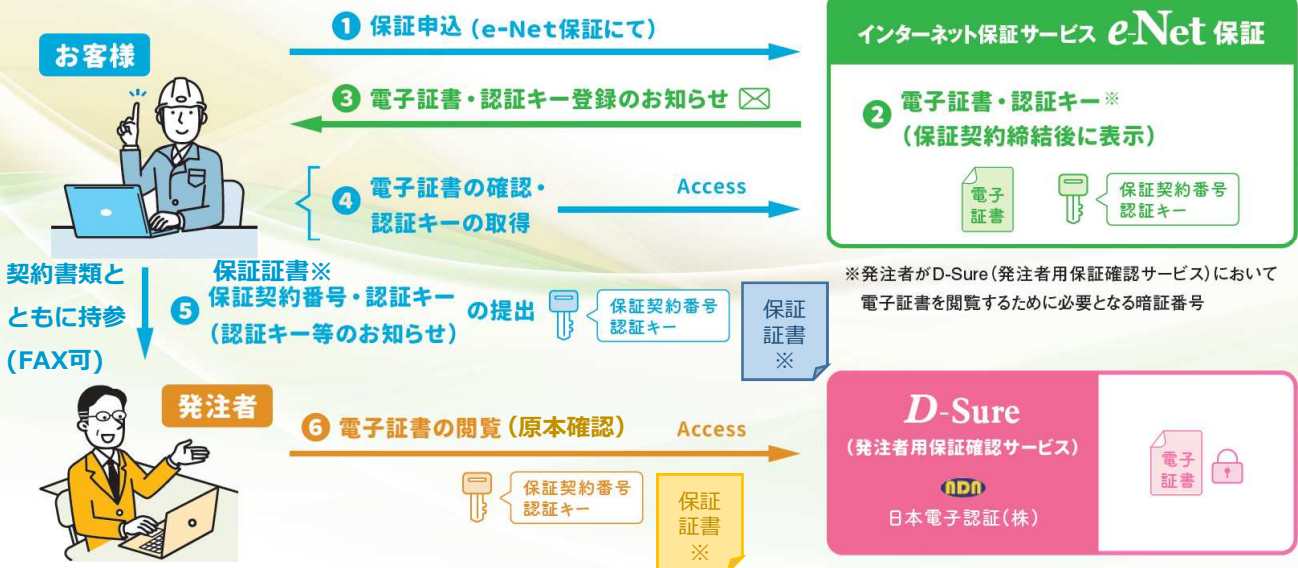 お客様
❶ 保証申込 (e-Net保証にて)
インターネット保証サービス e-Net 保証
❷ 電子証書・認証キー※
(保証契約締結後に表示)
電子
証書
保証契約番号
認証キー
❸ 電子証書・認証キー登録のお知らせ
❹ 電子証書の確認・
認証キーの取得
Access
※発注者がD-Sure(発注者用保証確認サービス)において
電子証書を閲覧するために必要となる暗証番号
契約書類と
ともに持参
(FAX可)
保証証書※
❺ 保証契約番号・認証キー の提出
(認証キー等のお知らせ)
保証契約番号
認証キー
保証
証書
※
発注者
❻ 電子証書の閲覧(原本確認)
Access
保証契約番号
認証キー
保証
証書
※
D-Sure
(発注者用保証確認サービス)
NDN
日本電子認証(株)
電子
証書